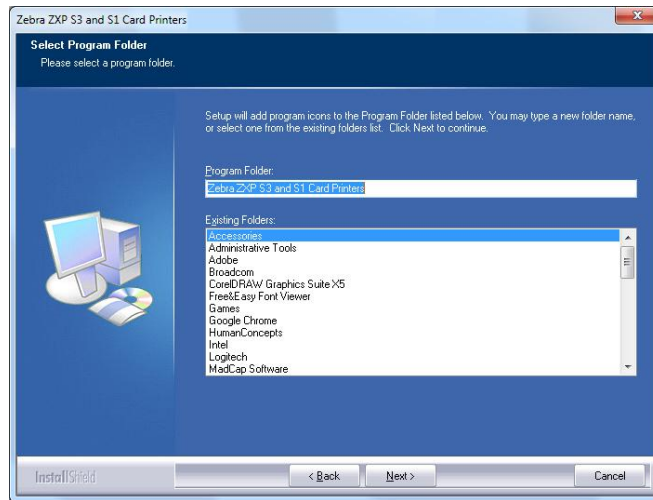 Zebra ZXP S3 and S1 Card Printers
Select Program Folder
Please select a program folder.
Setup will add program icons to the Program Folder listed below. You may type a new folder name,
or select one from the existing folders list. Click Next to continue.
Program Folder:
Zebra ZXP S3 and S1 Card Printers
Existing Folders:
Accessories
Administrative Tools
Adobe
Broadcom
CorelDRAW Graphics Suite X5
Free&Easy Font Viewer
Games
Google Chrome
HumanConcepts
Intel
Logitech
MadCap Software
InstallShield
< Back
Next >
Cancel